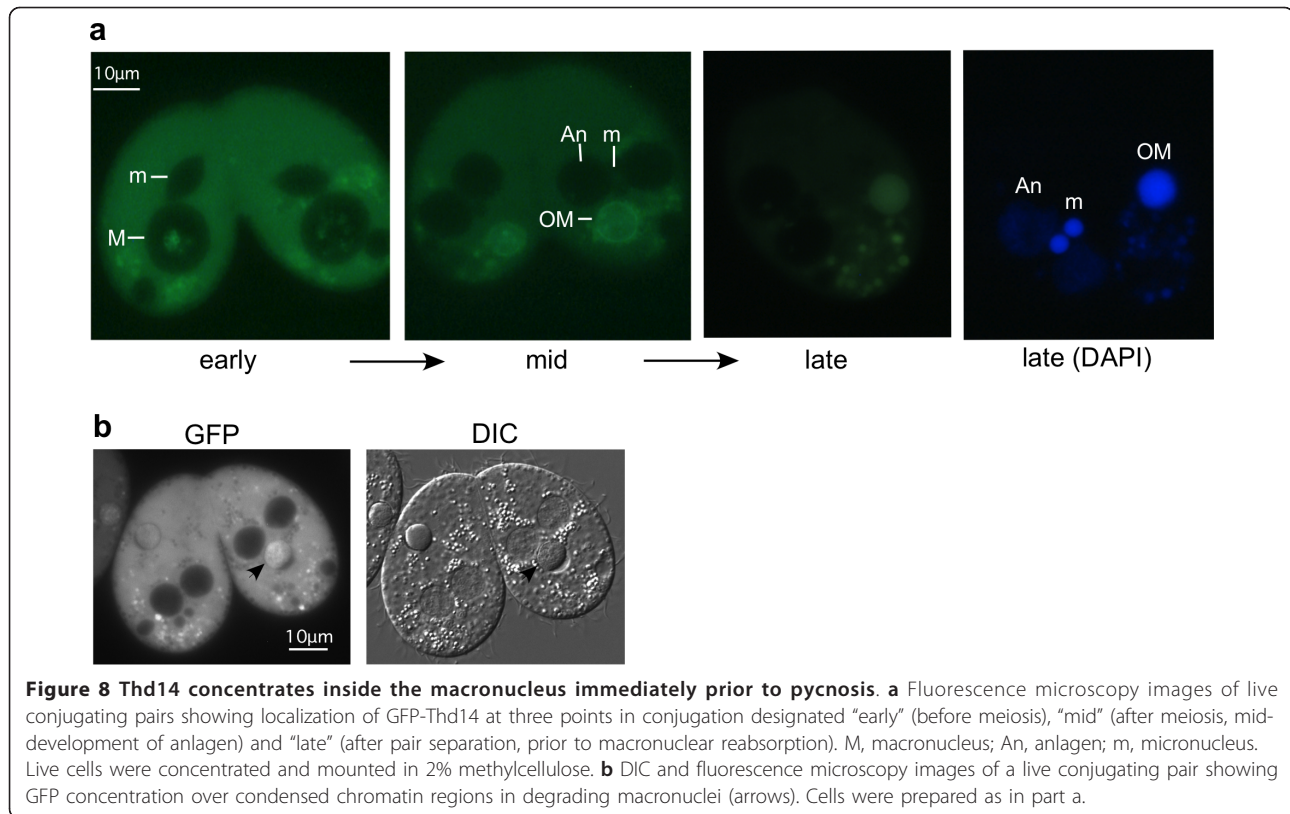 a
10µm
m
M
An
m
OM
An
m
OM
early
mid
late
late (DAPI)
b
GFP
DIC
10µm
Figure 8 Thd14 concentrates inside the macronucleus immediately prior to pycnosis. a Fluorescence microscopy images of live
conjugating pairs showing localization of GFP-Thd14 at three points in conjugation designated “early” (before meiosis), “mid” (after meiosis, mid-
development of anlagen) and “late” (after pair separation, prior to macronuclear reabsorption). M, macronucleus; An, anlagen; m, micronucleus.
Live cells were concentrated and mounted in 2% methylcellulose. b DIC and fluorescence microscopy images of a live conjugating pair showing
GFP concentration over condensed chromatin regions in degrading macronuclei (arrows). Cells were prepared as in part a.